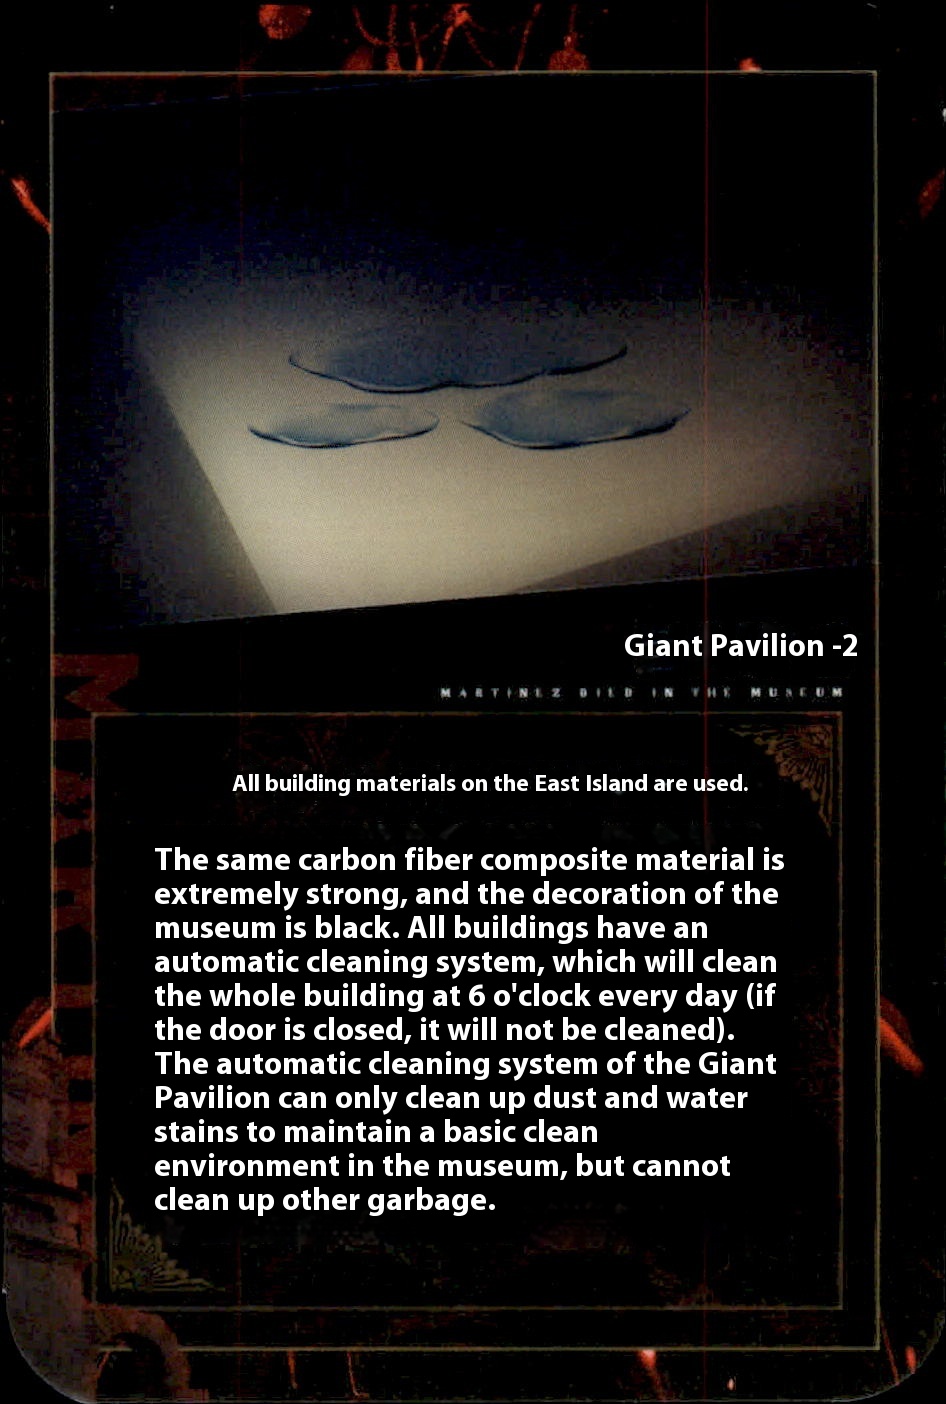 Giant Pavilion -2
MARTINEZ DIED IN THE MUSEUM
All building materials on the East Island are used.
The same carbon fiber composite material is
extremely strong, and the decoration of the
museum is black. All buildings have an
automatic cleaning system, which will clean
the whole building at 6 o'clock every day (if
the door is closed, it will not be cleaned).
The automatic cleaning system of the Giant
Pavilion can only clean up dust and water
stains to maintain a basic clean
environment in the museum, but cannot
clean up other garbage.